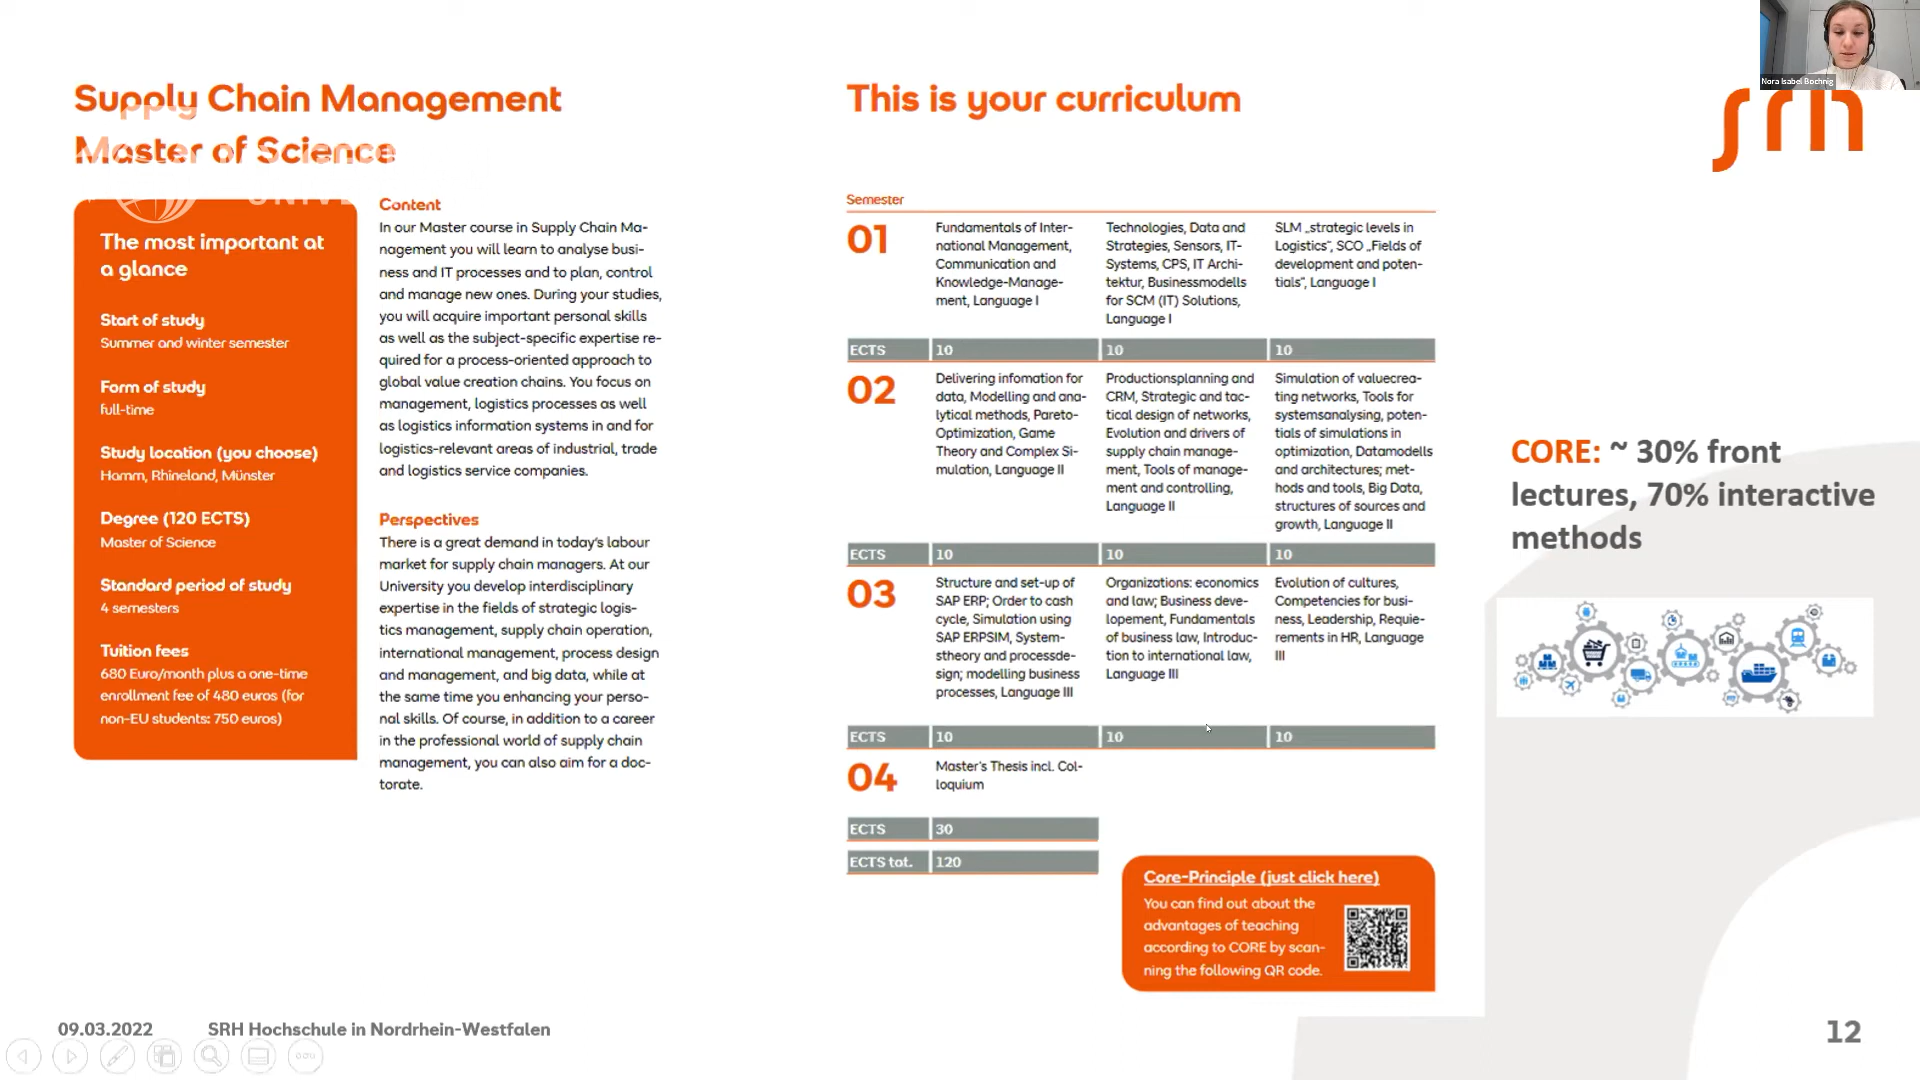 Supply Chain Management
Master of Science
The most important at
a glance
Start of study
Summer and winter semester
Form of study
full-time
Study location (you choose)
Hamm, Rhineland, Münster
Degree (120 ECTS)
Master of Science
Standard period of study
4 semesters
Tuition fees
680 Euro/month plus a one-time
enrollment fee of 480 euros (for
non-EU students: 750 euros)
Content
In our Master course in Supply Chain Ma-
nagement you will learn to analyse busi-
ness and IT processes and to plan, control
and manage new ones. During your studies,
you will acquire important personal skills
as well as the subject-specific expertise re-
quired for a process-oriented approach to
global value creation chains. You focus on
management, logistics processes as well
as logistics information systems in and for
logistics-relevant areas of industrial, trade
and logistics service companies.
Perspectives
There is a great demand in today's labour
market for supply chain managers. At our
University you develop interdisciplinary
expertise in the fields of strategic logis-
tics management, supply chain operation,
international management, process design
and management, and big data, while at
the same time you enhancing your perso-
nal skills. Of course, in addition to a career
in the professional world of supply chain
management, you can also aim for a doc-
torate.
This is your curriculum
Semester
01
Fundamentals of Inter-
national Management,
Communication and
Knowledge-Manage-
ment, Language I
Technologies, Data and
Strategies, Sensors, IT-
Systems, CPS, IT Archi-
tektur, Businessmodells
for SCM (IT) Solutions,
Language I
SLM „strategic levels in
Logistics", SCO „Fields of
development and poten-
tials", Language I
ECTS 10 10 10
02
Delivering infomation for
data, Modelling and ana-
lytical methods, Pareto-
Optimization, Game
Theory and Complex Si-
mulation, Language II
Productionsplanning and
CRM, Strategic and tac-
tical design of networks,
Evolution and drivers of
supply chain manage-
ment, Tools of manage-
ment and controlling,
Language II
Simulation of valuecrea-
ting networks, Tools for
systemsanalysing, poten-
tials of simulations in
optimization, Datamodells
and architectures; met-
hods and tools, Big Data,
structures of sources and
growth, Language II
ECTS 10 10 10
03
Structure and set-up of
SAP ERP; Order to cash
cycle, Simulation using
SAP ERPSIM, System-
stheory and processde-
sign; modelling business
processes, Language III
Organizations: economics
and law; Business deve-
lopement, Fundamentals
of business law, Introduc-
tion to international law,
Language III
Evolution of cultures,
Competencies for busi-
ness, Leadership, Requie-
rements in HR, Language
III
ECTS 10 10 10
04
Master's Thesis incl. Col-
loquium
ECTS 30
ECTS tot. 120
Core-Principle (just click here)
You can find out about the
advantages of teaching
according to CORE by scan-
ning the following QR code.
Nora Isabel Bochnig
srh
CORE: ~ 30% front
lectures, 70% interactive
methods
09.03.2022 SRH Hochschule in Nordrhein-Westfalen
12